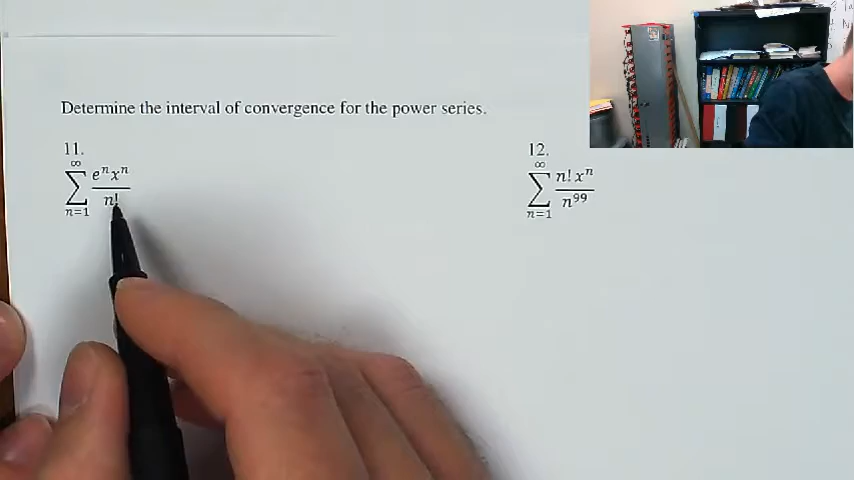 Determine the interval of convergence for the power series.
11.
∞
∑ eⁿxⁿ / n!
n=1
12.
∞
∑ n! xⁿ / n⁹⁹
n=1